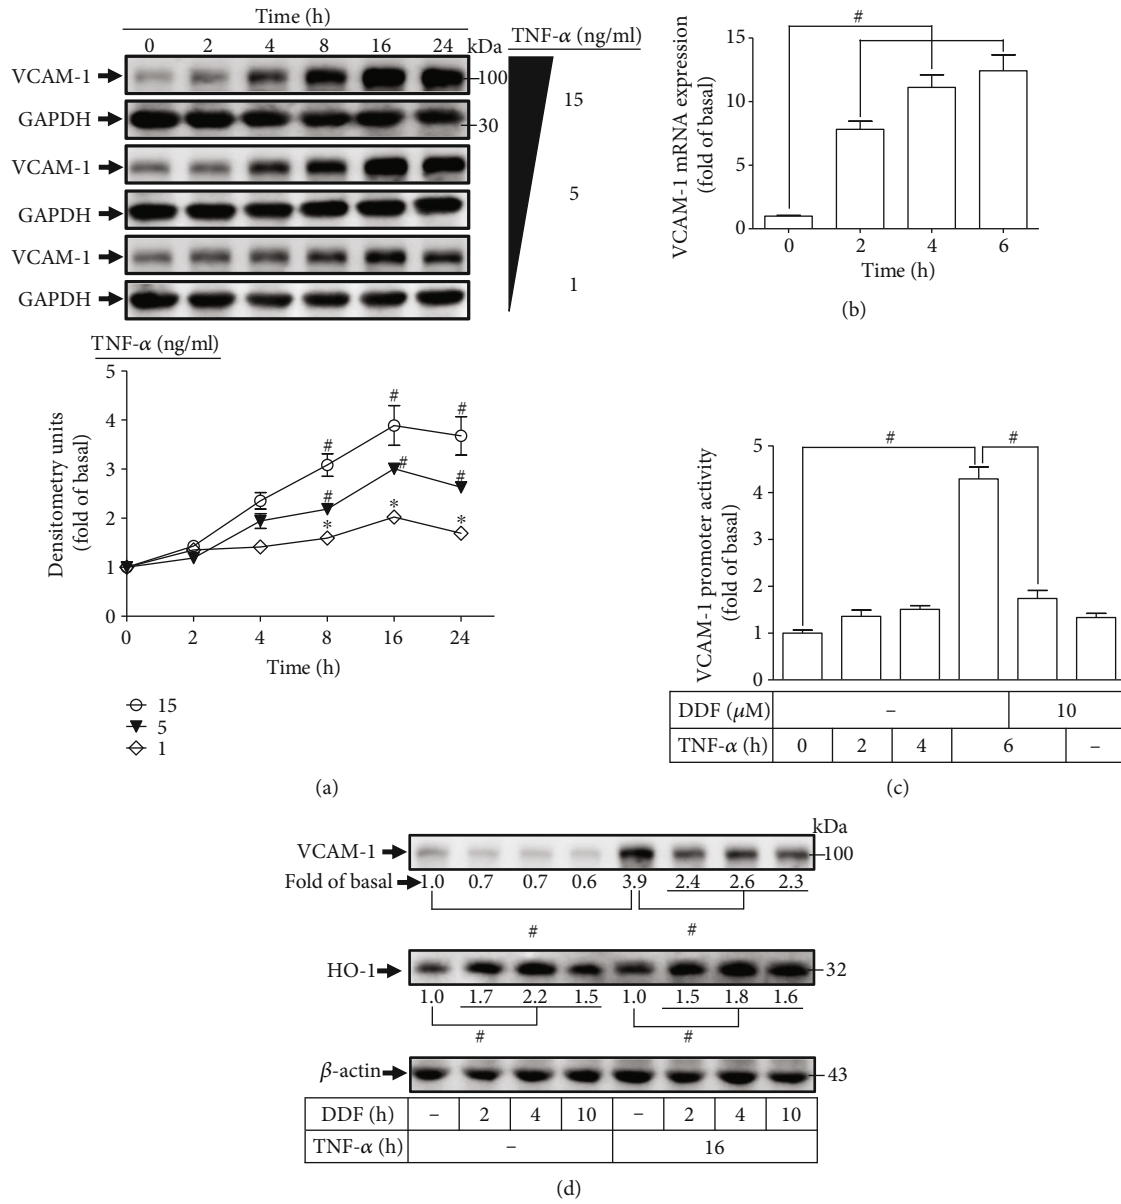 Time (h)
0 2 4 8 16 24 kDa
TNF-α (ng/ml)
VCAM-1 100
15
GAPDH 30
VCAM-1
5
GAPDH
VCAM-1
1
GAPDH
TNF-α (ng/ml)
Densitometry units
(fold of basal)
5
4
3
2
1
0
# # # # # # * * *
0 2 4 8 16 24
Time (h)
15
5
1
(a)
VCAM-1 mRNA expression
(fold of basal)
#
15
10
5
0
0 2 4 6
Time (h)
(b)
VCAM-1 promoter activity
(fold of basal)
# #
5
4
3
2
1
0
DDF (μM) – 10
TNF-α (h) 0 2 4 6 –
(c)
kDa
VCAM-1 100
Fold of basal 1.0 0.7 0.7 0.6 3.9 2.4 2.6 2.3
# #
HO-1 32
1.0 1.7 2.2 1.5 1.0 1.5 1.8 1.6
# #
β-actin 43
DDF (h) – 2 4 10 – 2 4 10
TNF-α (h) – 16
(d)